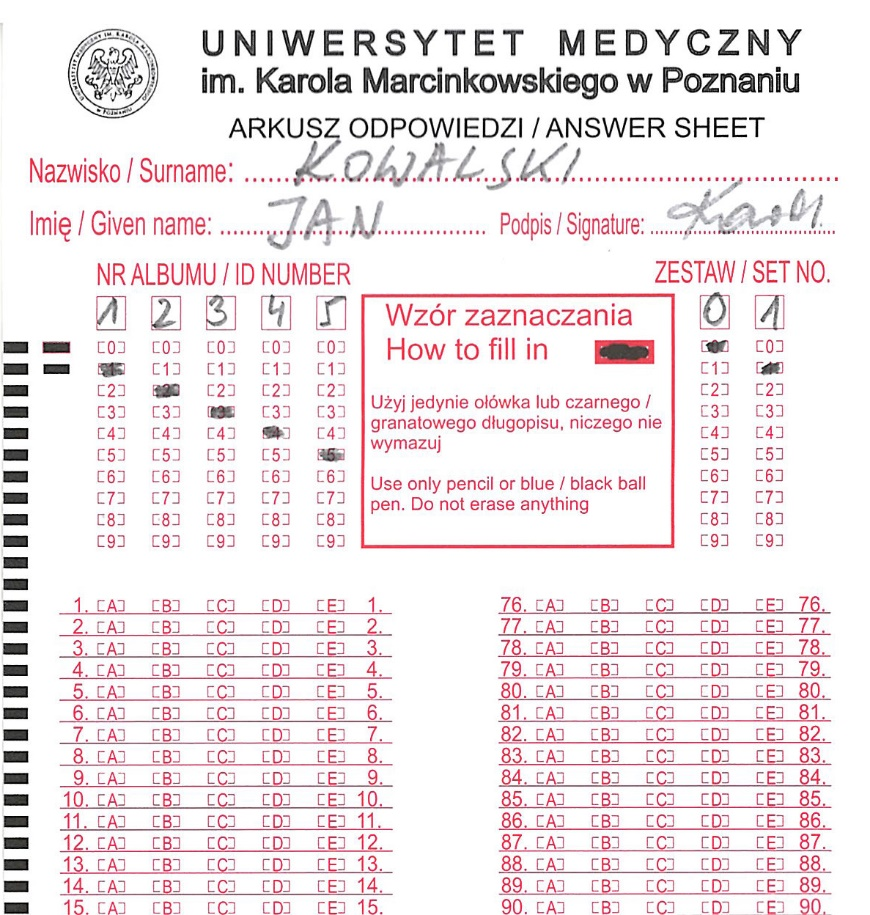 UNIWERSYTET MEDYCZNY
im. Karola Marcinkowskiego w Poznaniu
ARKUSZ ODPOWIEDZI / ANSWER SHEET
Nazwisko / Surname: KOWALSKI
Imię / Given name: JAN Podpis / Signature:
NR ALBUMU / ID NUMBER ZESTAW / SET NO.
1 2 3 4 5 0 1
Wzór zaznaczania
How to fill in
Użyj jedynie ołówka lub czarnego /
granatowego długopisu, niczego nie
wymazuj
Use only pencil or blue / black ball
pen. Do not erase anything
[0] [0] [0] [0] [0] [0] [0]
[1] [1] [1] [1] [1] [1] [1]
[2] [2] [2] [2] [2] [2] [2]
[3] [3] [3] [3] [3] [3] [3]
[4] [4] [4] [4] [4] [4] [4]
[5] [5] [5] [5] [5] [5] [5]
[6] [6] [6] [6] [6] [6] [6]
[7] [7] [7] [7] [7] [7] [7]
[8] [8] [8] [8] [8] [8] [8]
[9] [9] [9] [9] [9] [9] [9]
1. [A] [B] [C] [D] [E] 1. 76. [A] [B] [C] [D] [E] 76.
2. [A] [B] [C] [D] [E] 2. 77. [A] [B] [C] [D] [E] 77.
3. [A] [B] [C] [D] [E] 3. 78. [A] [B] [C] [D] [E] 78.
4. [A] [B] [C] [D] [E] 4. 79. [A] [B] [C] [D] [E] 79.
5. [A] [B] [C] [D] [E] 5. 80. [A] [B] [C] [D] [E] 80.
6. [A] [B] [C] [D] [E] 6. 81. [A] [B] [C] [D] [E] 81.
7. [A] [B] [C] [D] [E] 7. 82. [A] [B] [C] [D] [E] 82.
8. [A] [B] [C] [D] [E] 8. 83. [A] [B] [C] [D] [E] 83.
9. [A] [B] [C] [D] [E] 9. 84. [A] [B] [C] [D] [E] 84.
10. [A] [B] [C] [D] [E] 10. 85. [A] [B] [C] [D] [E] 85.
11. [A] [B] [C] [D] [E] 11. 86. [A] [B] [C] [D] [E] 86.
12. [A] [B] [C] [D] [E] 12. 87. [A] [B] [C] [D] [E] 87.
13. [A] [B] [C] [D] [E] 13. 88. [A] [B] [C] [D] [E] 88.
14. [A] [B] [C] [D] [E] 14. 89. [A] [B] [C] [D] [E] 89.
15. [A] [B] [C] [D] [E] 15. 90. [A] [B] [C] [D] [E] 90.